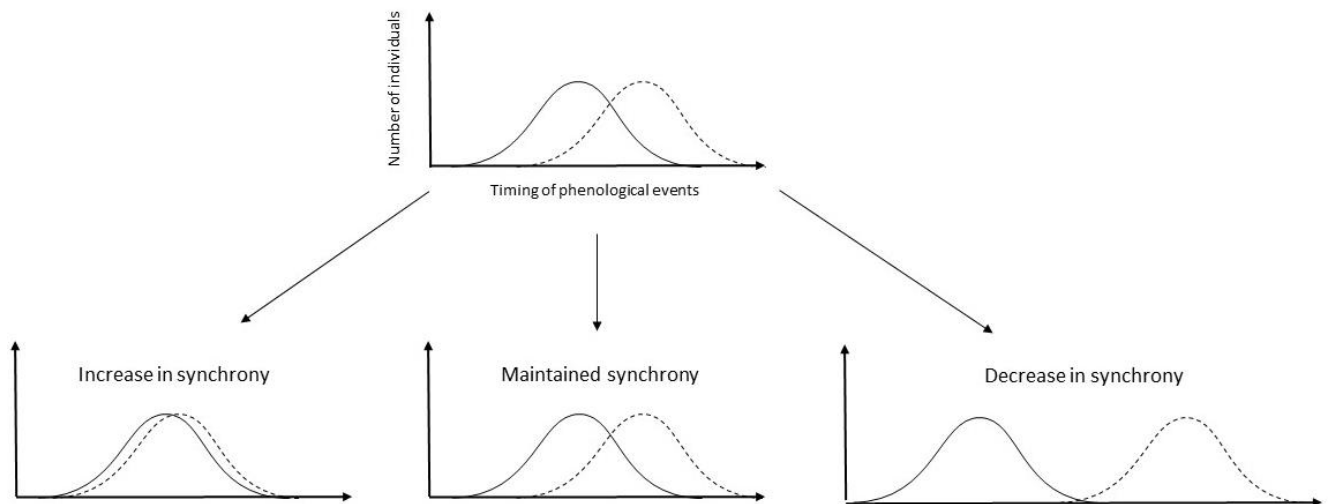 Number of individuals
Timing of phenological events
Increase in synchrony
Maintained synchrony
Decrease in synchrony